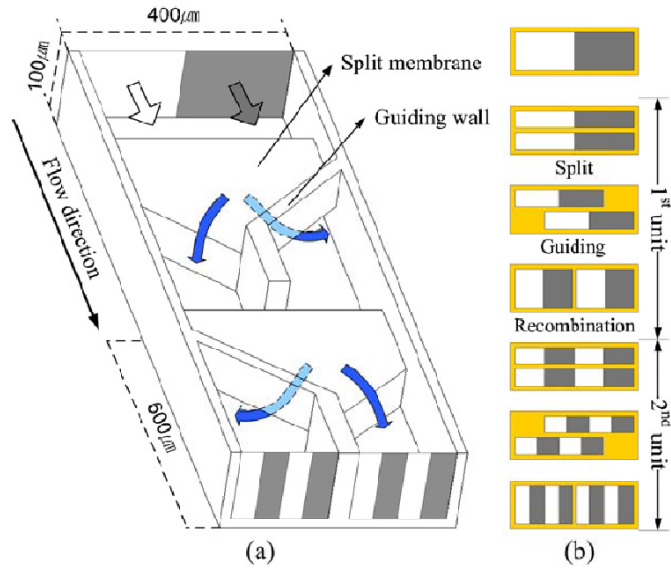 400㎛
100㎛
Split membrane
Guiding wall
Flow direction
600㎛
(a)
Split
Guiding
Recombination
1st unit
2nd unit
(b)